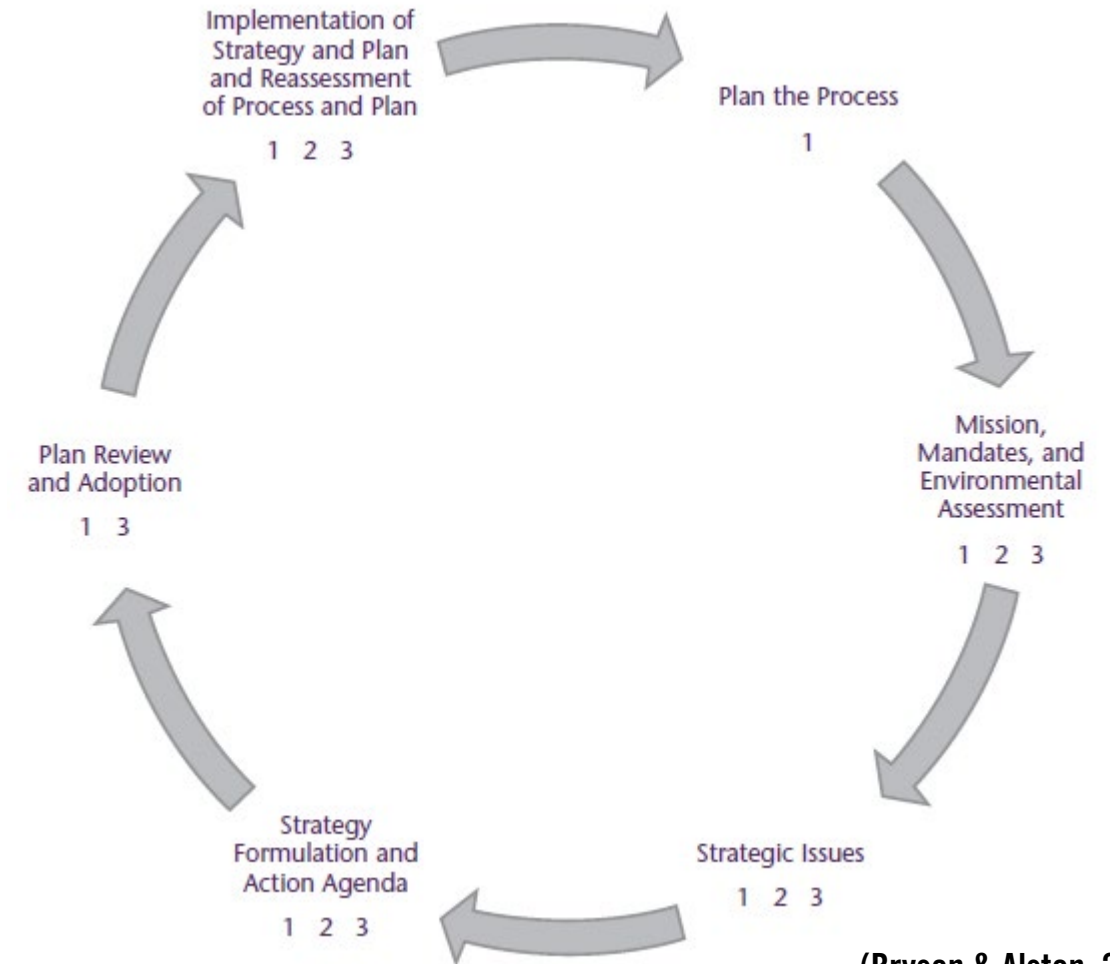 Implementation of
Strategy and Plan
and Reassessment
of Process and Plan
1 2 3
Plan the Process
1
Mission,
Mandates, and
Environmental
Assessment
1 2 3
Strategic Issues
1 2 3
Strategy
Formulation and
Action Agenda
1 2 3
Plan Review
and Adoption
1 3